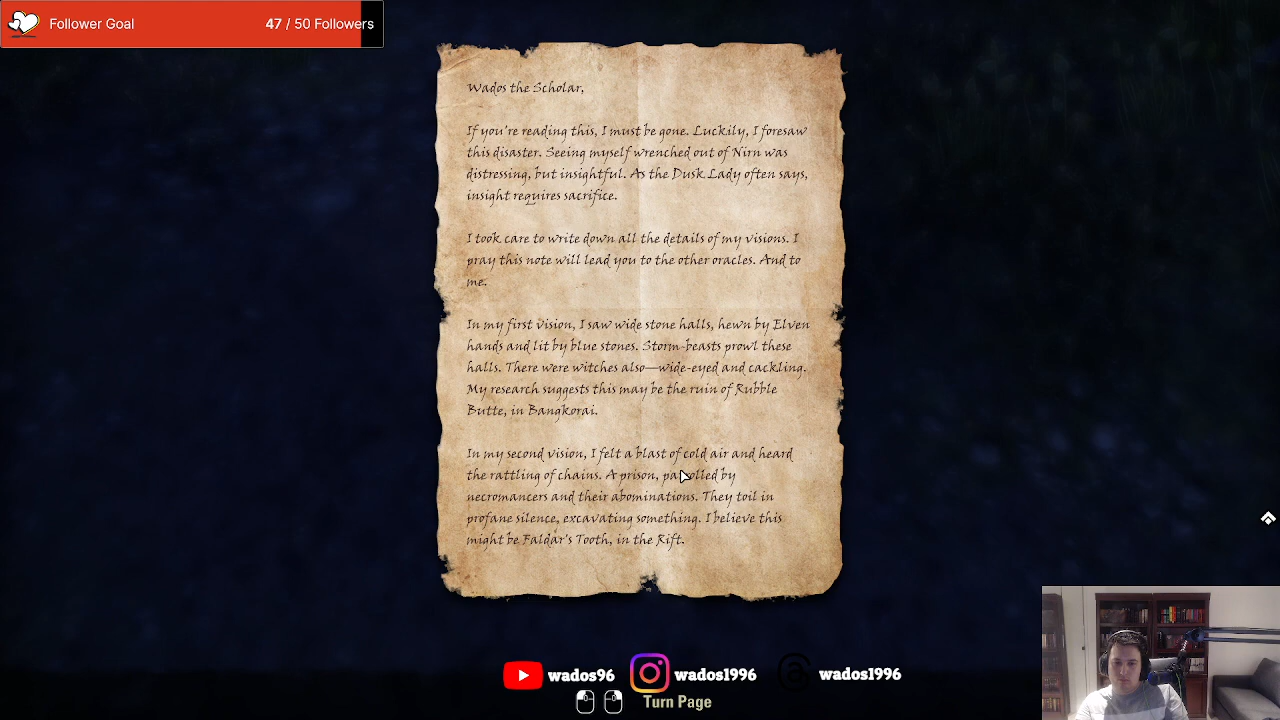 Follower Goal
47 / 50 Followers
Wados the Scholar,
If you're reading this, I must be gone. Luckily, I foresaw
this disaster. Seeing myself wrenched out of Nirn was
distressing, but insightful. As the Dusk Lady often says,
insight requires sacrifice.
I took care to write down all the details of my visions. I
pray this note will lead you to the other oracles. And to
me.
In my first vision, I saw wide stone halls, hewn by Elven
hands and lit by blue stones. Storm-beasts prowl these
halls. There were witches also—wide-eyed and cackling.
My research suggests this may be the ruin of Rubble
Butte, in Bangkorai.
In my second vision, I felt a blast of cold air and heard
the rattling of chains. A prison, patrolled by
necromancers and their abominations. They toil in
profane silence, excavating something. I believe this
might be Faldar's Tooth, in the Rift.
wados96
wados1996
wados1996
Turn Page